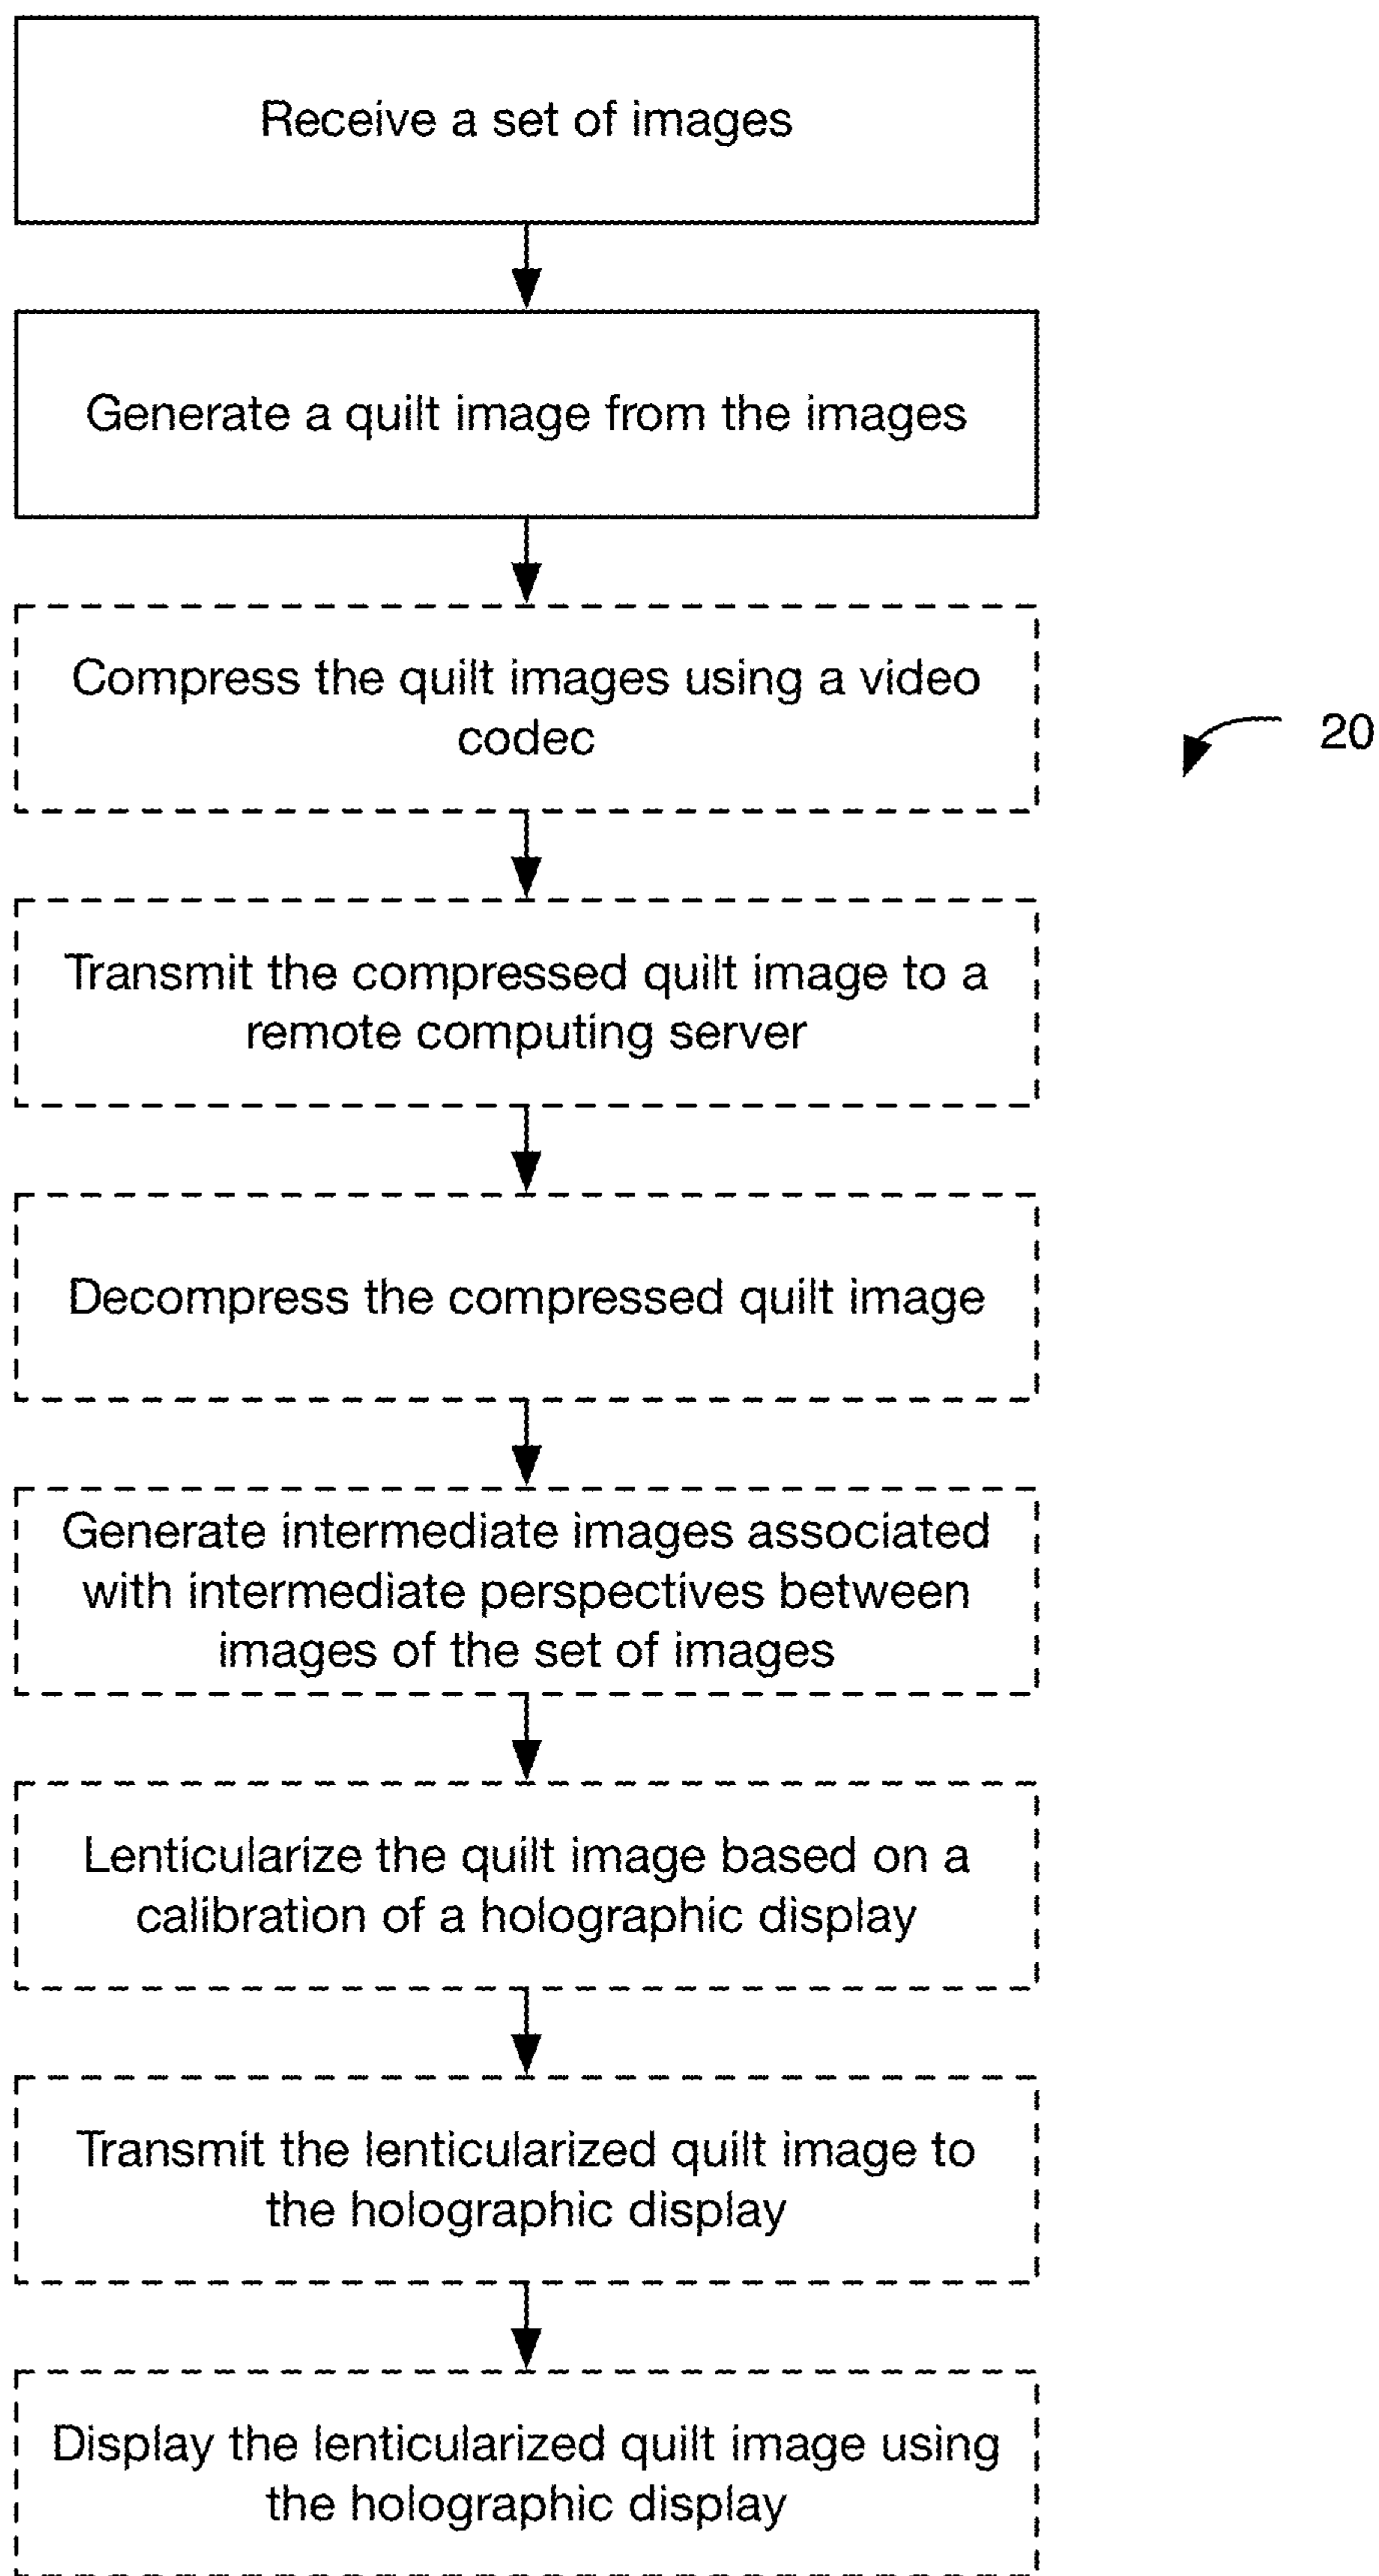 Receive a set of images
Generate a quilt image from the images
Compress the quilt images using a video
codec
20
Transmit the compressed quilt image to a
remote computing server
Decompress the compressed quilt image
Generate intermediate images associated
with intermediate perspectives between
images of the set of images
Lenticularize the quilt image based on a
calibration of a holographic display
Transmit the lenticularized quilt image to
the holographic display
Display the lenticularized quilt image using
the holographic display